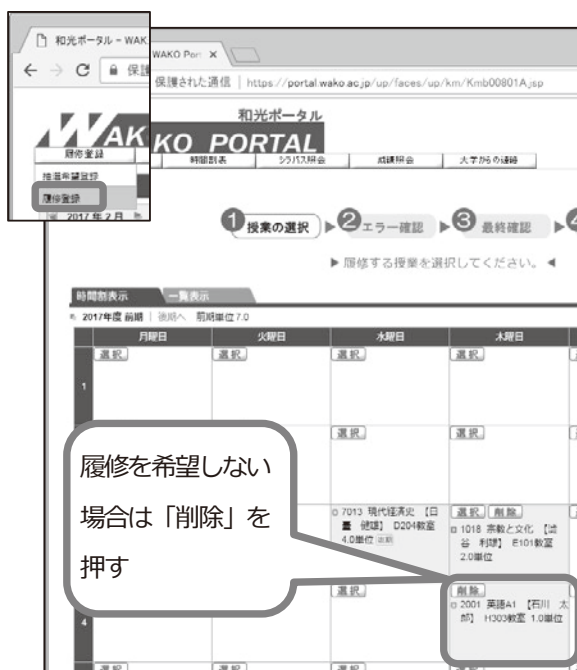 和光ポータル - WAK
WAKO Por: ×
保護された通信 | https://portal.wako.ac.jp/up/faces/up/km/Kmb00801A.jsp
和光ポータル
WAK
KO PORTAL
履修登録
時間割表
シラバス照会
成績照会
大学からの連絡
抽選希望登録
履修登録
2017 年 2 月
1 授業の選択
2 エラー確認
3 最終確認
4
▶ 履修する授業を選択してください。 ◀
時間割表示
一覧表示
2017年度 前期 | 後期へ 前期単位7.0
月曜日 火曜日 水曜日 木曜日
1
選択 選択 選択 選択
選択 選択
履修を希望しない
場合は「削除」を
押す
7013 現代経済史 【日
健雄】 D204教室
4.0単位
選択 削除
1018 宗教と文化 【渋
谷 利雄】 E101教室
2.0単位
4
選択
削除
2001 英語A1 【石川 太
郎】 H303教室 1.0単位
選択 選択 選択